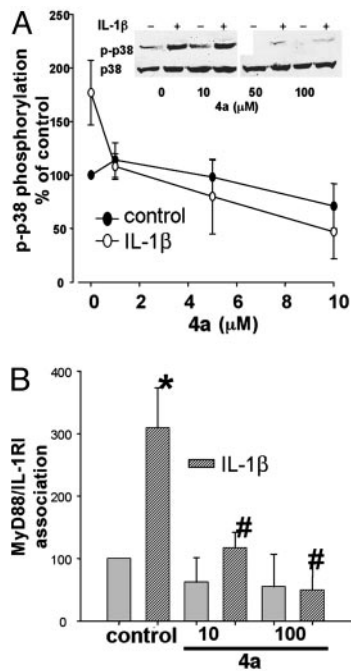 A
IL-1β – + – + – + – +
p-p38
p38
0 10 50 100
4a (μM)
p-p38 phosphorylation
% of control
250
200
150
100
50
0
control
IL-1β
0 2 4 6 8 10
4a (μM)
B
MyD88/IL-1RI
association
400
300
200
100
0
*
IL-1β
#
#
control
10 100
4a